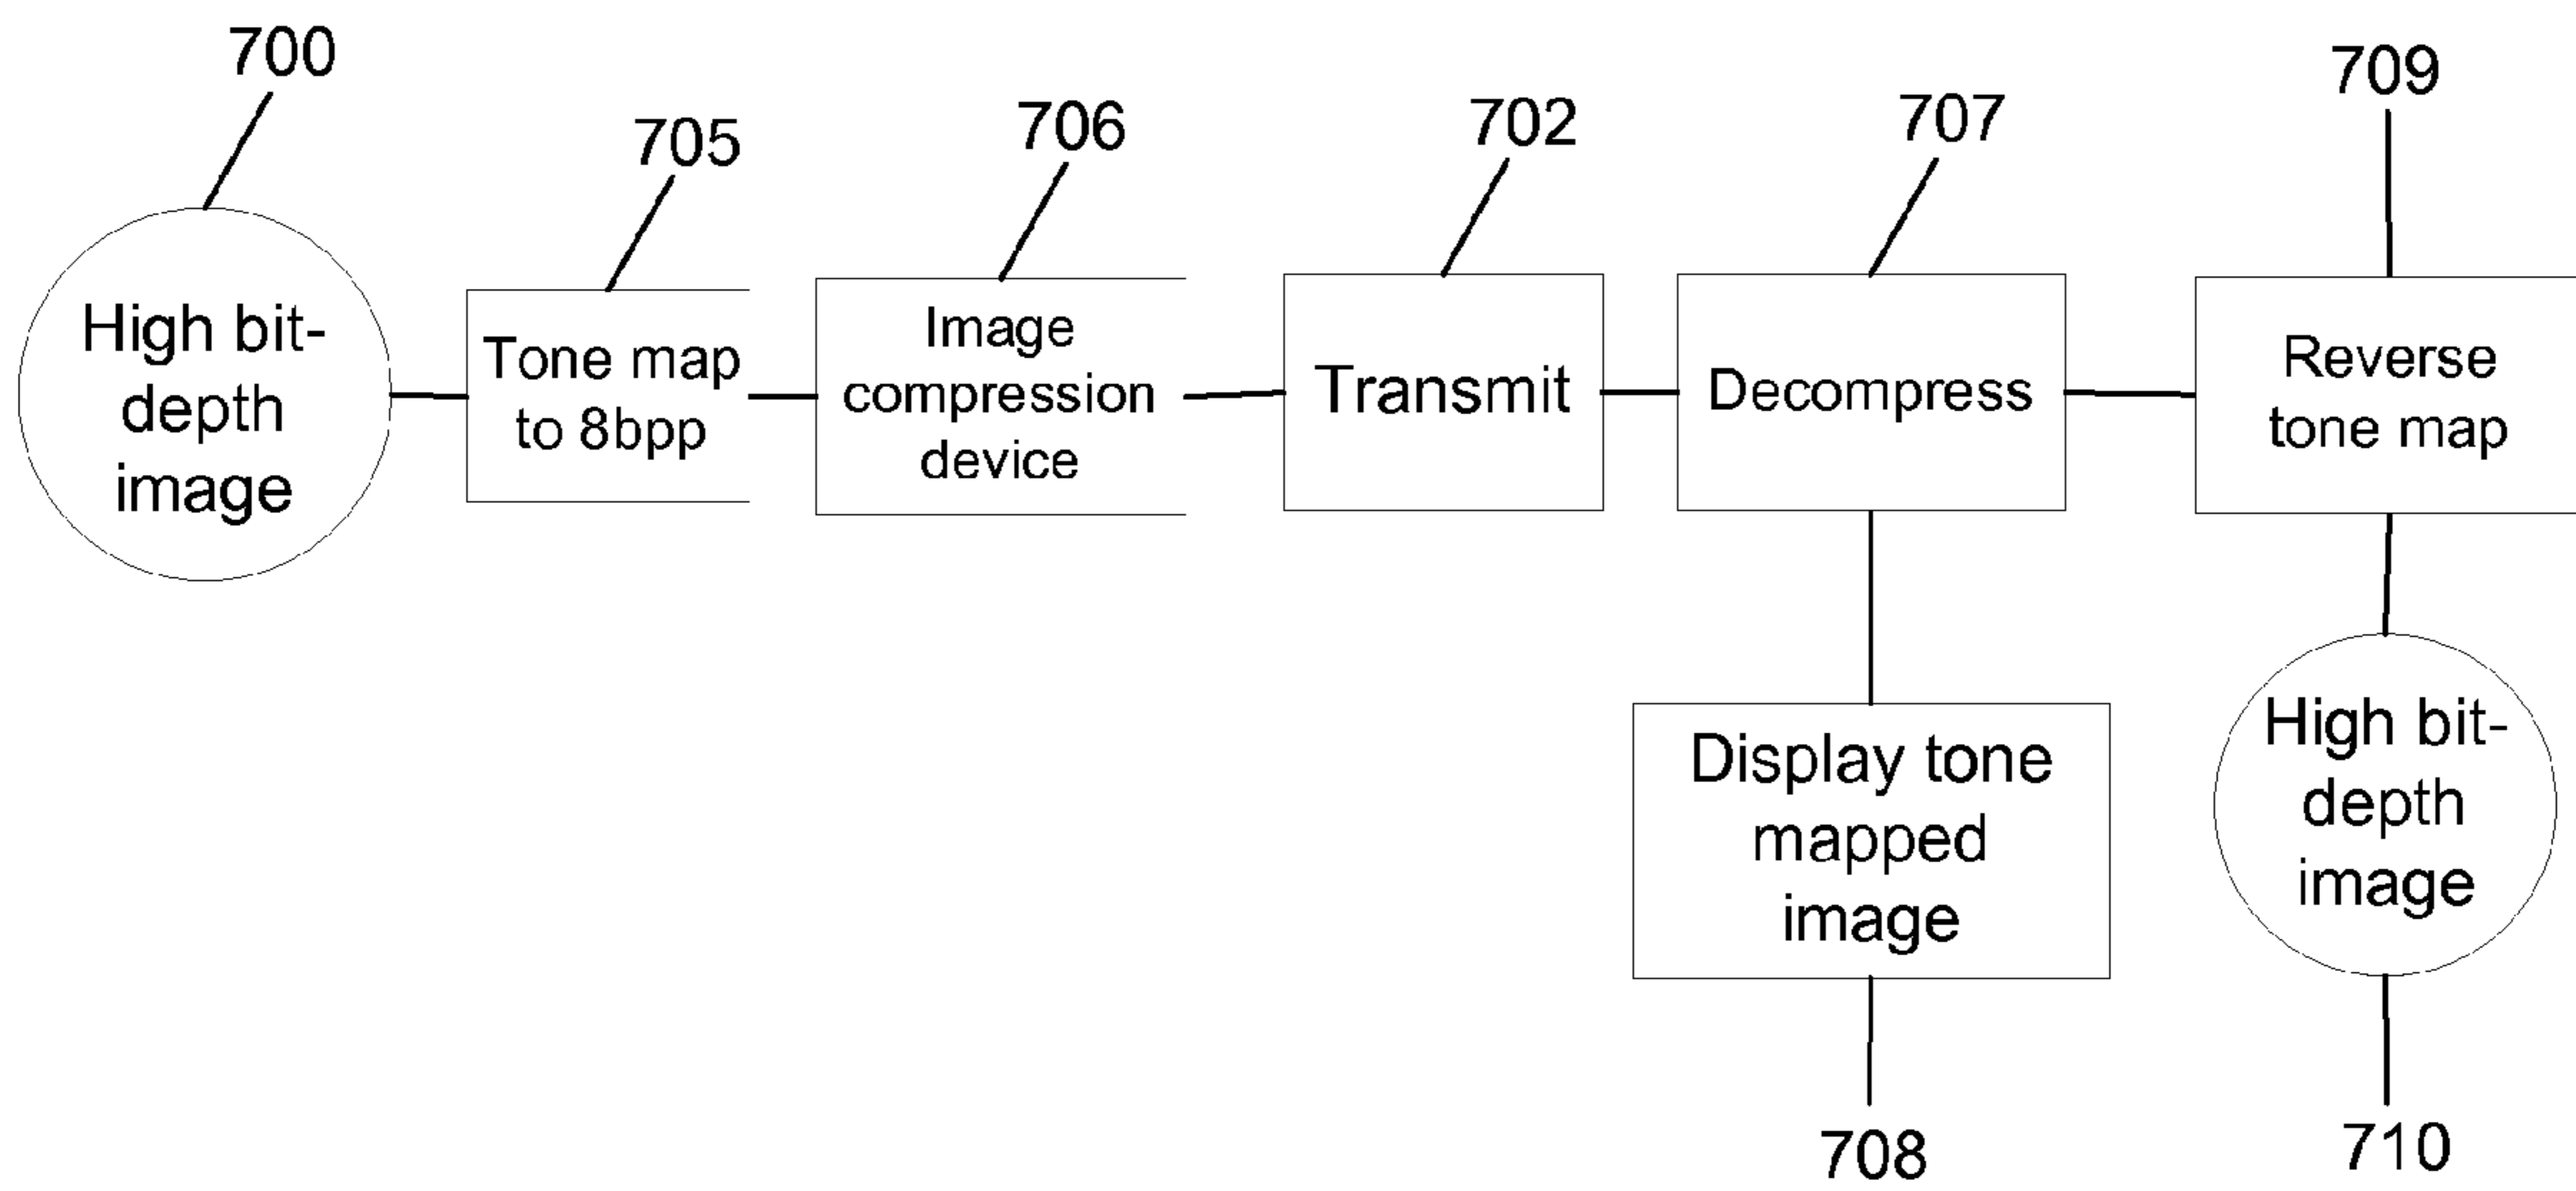 700
705
706
702
707
709
High bit-
depth
image
Tone map
to 8bpp
Image
compression
device
Transmit
Decompress
Reverse
tone map
Display tone
mapped
image
High bit-
depth
image
708
710